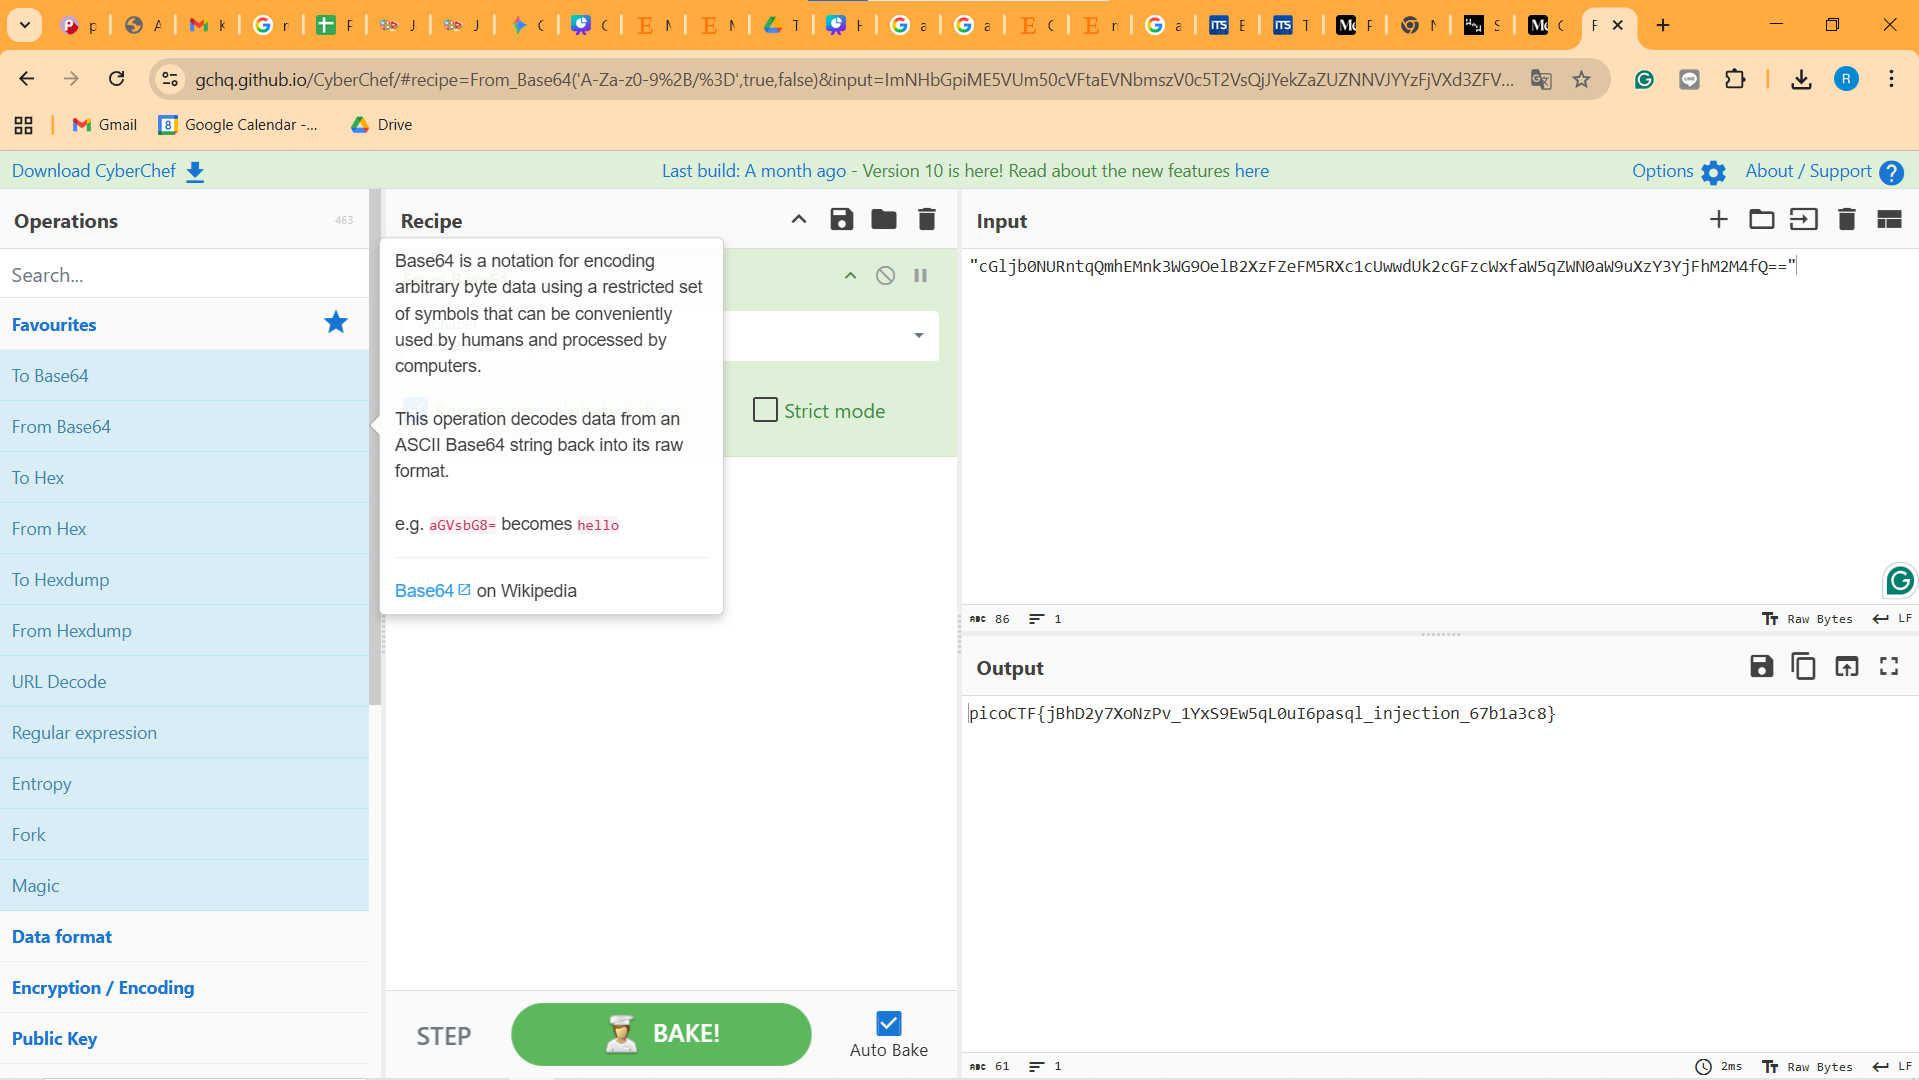 p
A
K
r
F
J
J
C
C
M
M
T
H
a
a
C
r
a
E
T
F
N
S
C
F
gchq.github.io/CyberChef/#recipe=From_Base64('A-Za-z0-9%2B/%3D',true,false)&input=ImNHbGpiME5VUm50cVFtaEVNbmszV0c5T2VsQjJYekZaZUZNNVJYYzFjVXd3ZFV...
R
Gmail
8
Google Calendar -...
Drive
Download CyberChef
Last build: A month ago - Version 10 is here! Read about the new features here
Options
About / Support
Operations
463
Recipe
Input
Search...
Favourites
To Base64
From Base64
To Hex
From Hex
To Hexdump
From Hexdump
URL Decode
Regular expression
Entropy
Fork
Magic
Data format
Encryption / Encoding
Public Key
Base64 is a notation for encoding
arbitrary byte data using a restricted set
of symbols that can be conveniently
used by humans and processed by
computers.
This operation decodes data from an
ASCII Base64 string back into its raw
format.
e.g. aGVsbG8= becomes hello
Base64 on Wikipedia
Strict mode
STEP
BAKE!
Auto Bake
"cGljb0NURntqQmhEMnk3WG9OelB2XzFZeFM5RXc1cUwwdUk2cGFzcWxfaW5qZWN0aW9uXzY3YjFhM2M4fQ=="
ABC 86
1
Raw Bytes
LF
Output
picoCTF{jBhD2y7XoNzPv_1YxS9Ew5qL0uI6pasql_injection_67b1a3c8}
ABC 61
1
2ms
Raw Bytes
LF